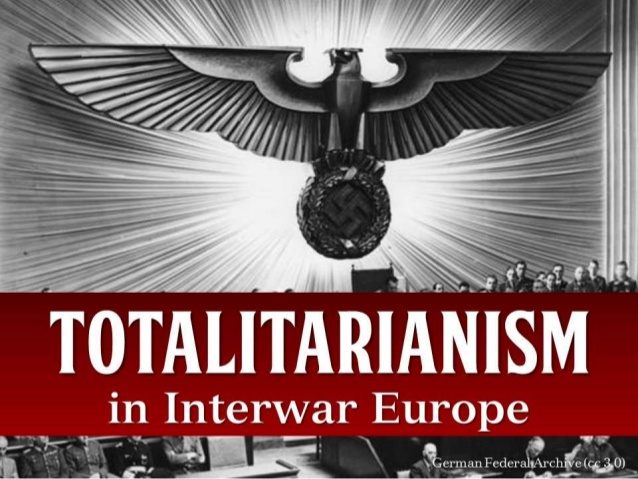 TOTALITARIANISM
in Interwar Europe
German Federal Archive (cc 3.0)